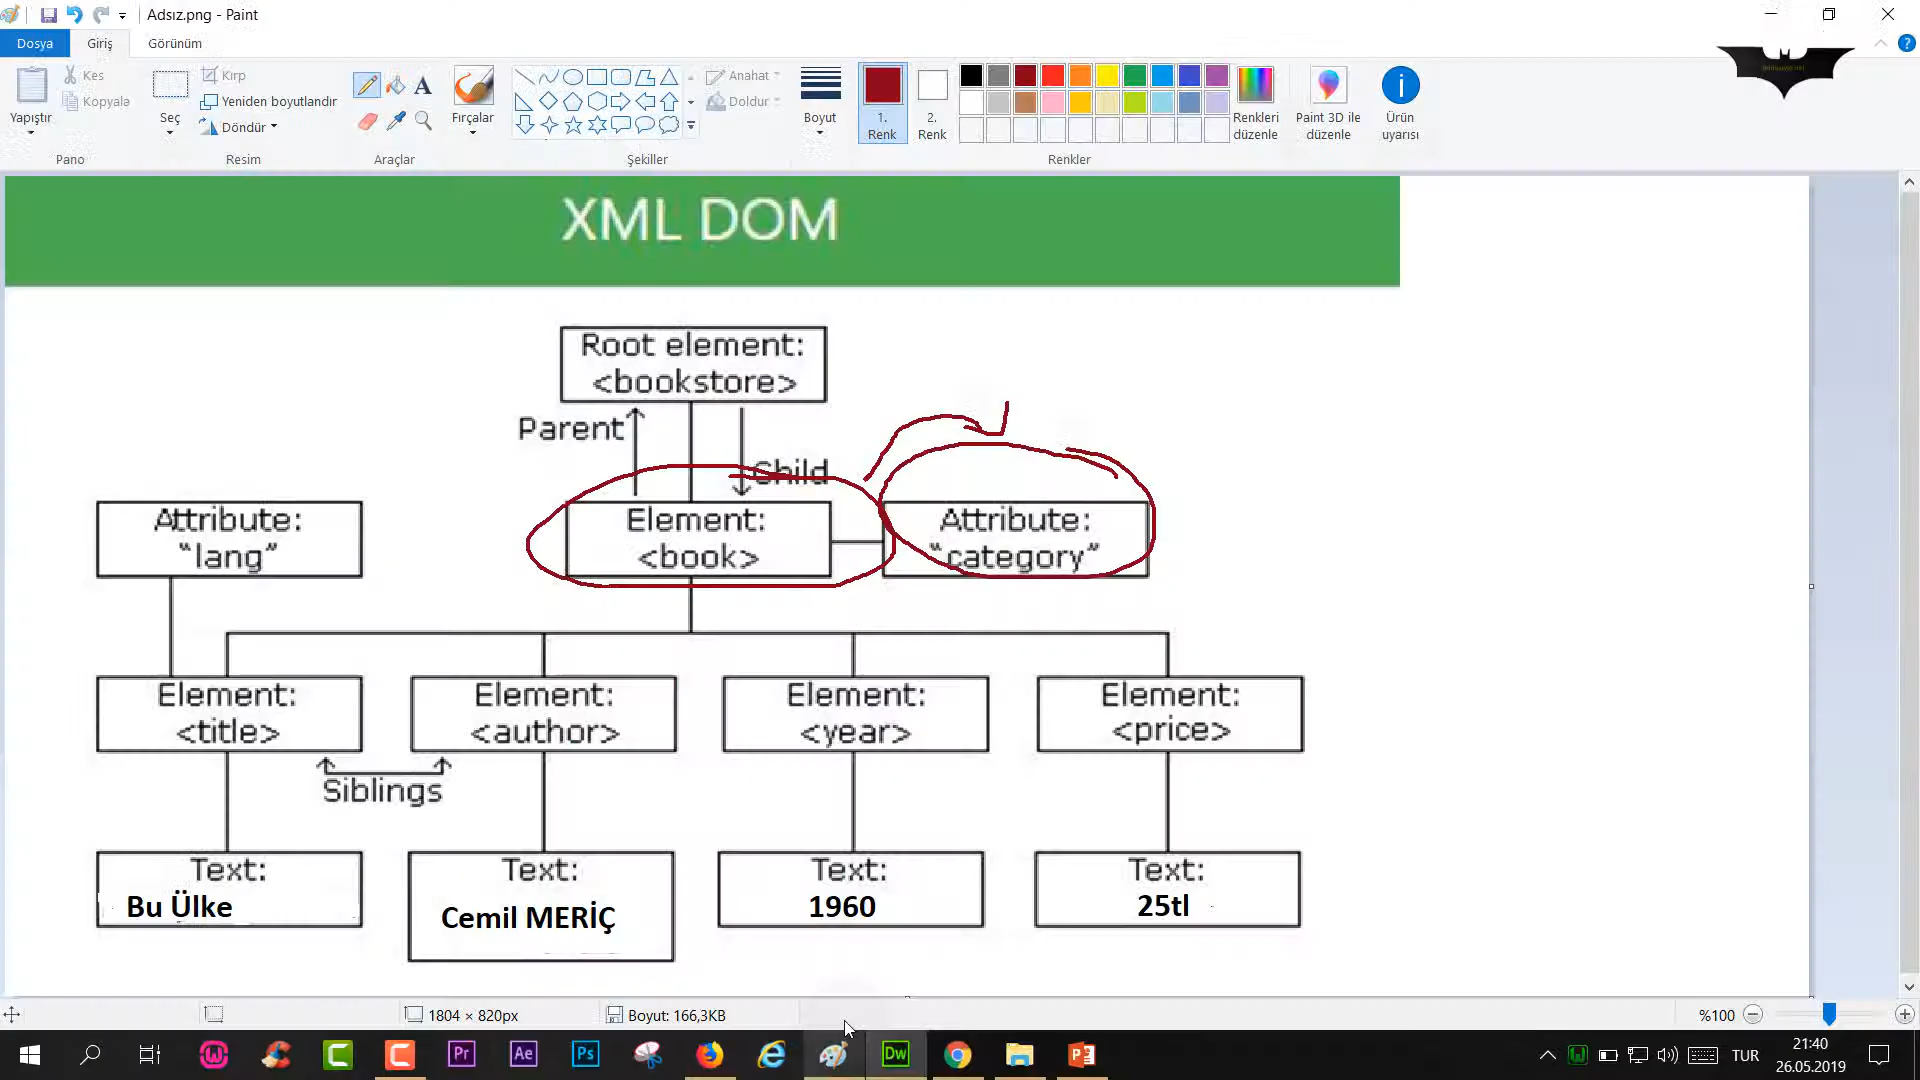 Adsız.png - Paint
Dosya
Giriş
Görünüm
Yapıştır
Kes
Kopyala
Pano
Seç
Kırp
Yeniden boyutlandır
Döndür
Resim
A
Araçlar
Fırçalar
Şekiller
Anahat
Doldur
Boyut
1.
Renk
2.
Renk
Renkler
Renkleri
düzenle
Paint 3D ile
düzenle
Ürün
uyarısı
XML DOM
Root element:
<bookstore>
Parent
Child
Attribute:
"lang"
Element:
<book>
Attribute:
"category"
Element:
<title>
Element:
<author>
Element:
<year>
Element:
<price>
Siblings
Text:
Bu Ülke
Text:
Cemil MERİÇ
Text:
1960
Text:
25tl
1804 × 820px
Boyut: 166,3KB
%100
Pr
Ae
Ps
Dw
TUR
21:40
26.05.2019